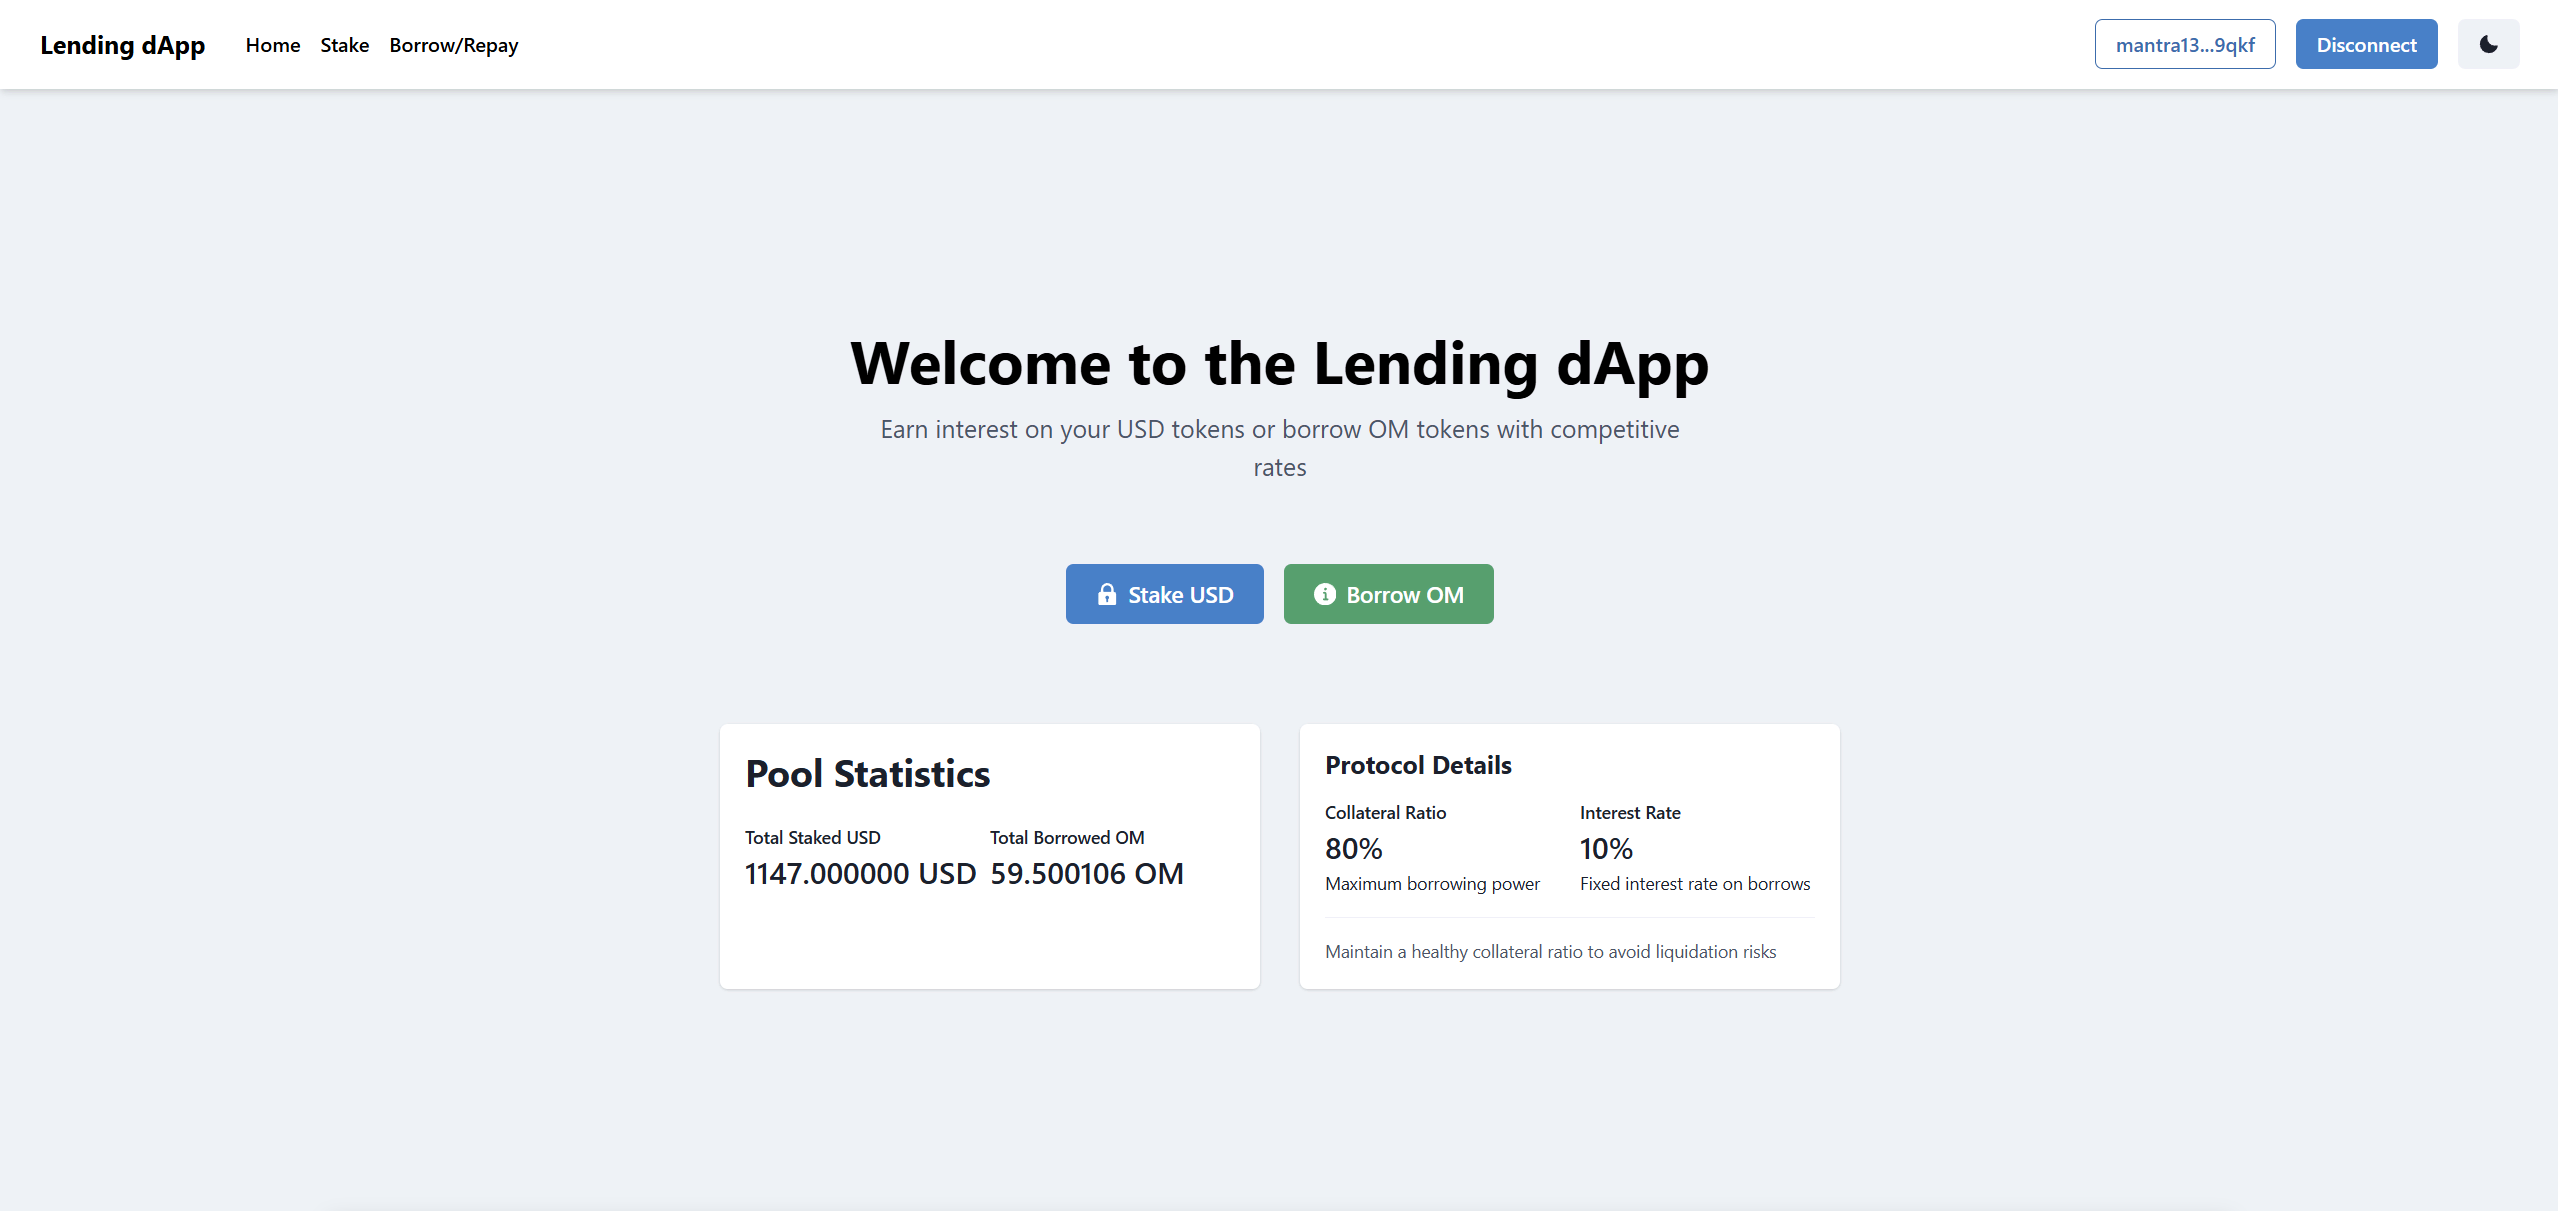 Lending dApp
Home
Stake
Borrow/Repay
mantra13...9qkf
Disconnect
Welcome to the Lending dApp
Earn interest on your USD tokens or borrow OM tokens with competitive
rates
Stake USD
Borrow OM
Pool Statistics
Total Staked USD
1147.000000 USD
Total Borrowed OM
59.500106 OM
Protocol Details
Collateral Ratio
80%
Maximum borrowing power
Interest Rate
10%
Fixed interest rate on borrows
Maintain a healthy collateral ratio to avoid liquidation risks